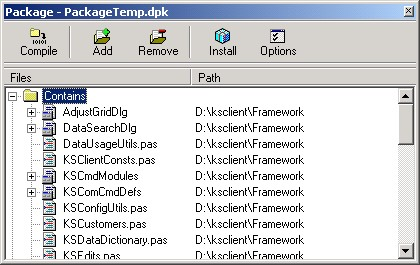 Package - PackageTemp.dpk
Compile Add Remove Install Options
Files Path
Contains
AdjustGridDlg D:\ksclient\Framework
DataSearchDlg D:\ksclient\Framework
DataUsageUtils.pas D:\ksclient\Framework
KSClientConsts.pas D:\ksclient\Framework
KSCmdModules D:\ksclient\Framework
KSComCmdDefs D:\ksclient\Framework
KSConfigUtils.pas D:\ksclient\Framework
KSCustomers.pas D:\ksclient\Framework
KSDataDictionary.pas D:\ksclient\Framework
KSEdits.pas D:\ksclient\Framework